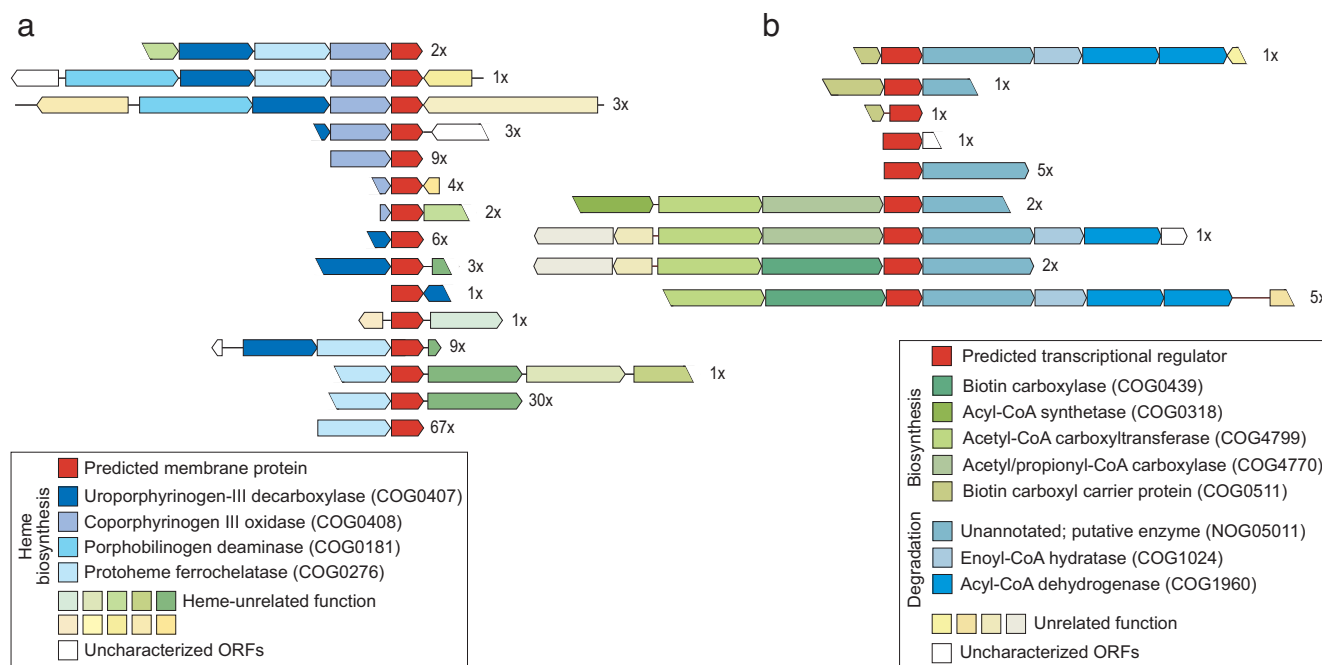 a
2x
1x
3x
3x
9x
4x
2x
6x
3x
1x
1x
9x
1x
30x
67x
Heme biosynthesis
Predicted membrane protein
Uroporphyrinogen-III decarboxylase (COG0407)
Coporphyrinogen III oxidase (COG0408)
Porphobilinogen deaminase (COG0181)
Protoheme ferrochelatase (COG0276)
Heme-unrelated function
Uncharacterized ORFs
b
1x
1x
1x
1x
5x
2x
1x
2x
5x
Predicted transcriptional regulator
Biosynthesis
Biotin carboxylase (COG0439)
Acyl-CoA synthetase (COG0318)
Acetyl-CoA carboxyltransferase (COG4799)
Acetyl/propionyl-CoA carboxylase (COG4770)
Biotin carboxyl carrier protein (COG0511)
Degradation
Unannotated; putative enzyme (NOG05011)
Enoyl-CoA hydratase (COG1024)
Acyl-CoA dehydrogenase (COG1960)
Unrelated function
Uncharacterized ORFs